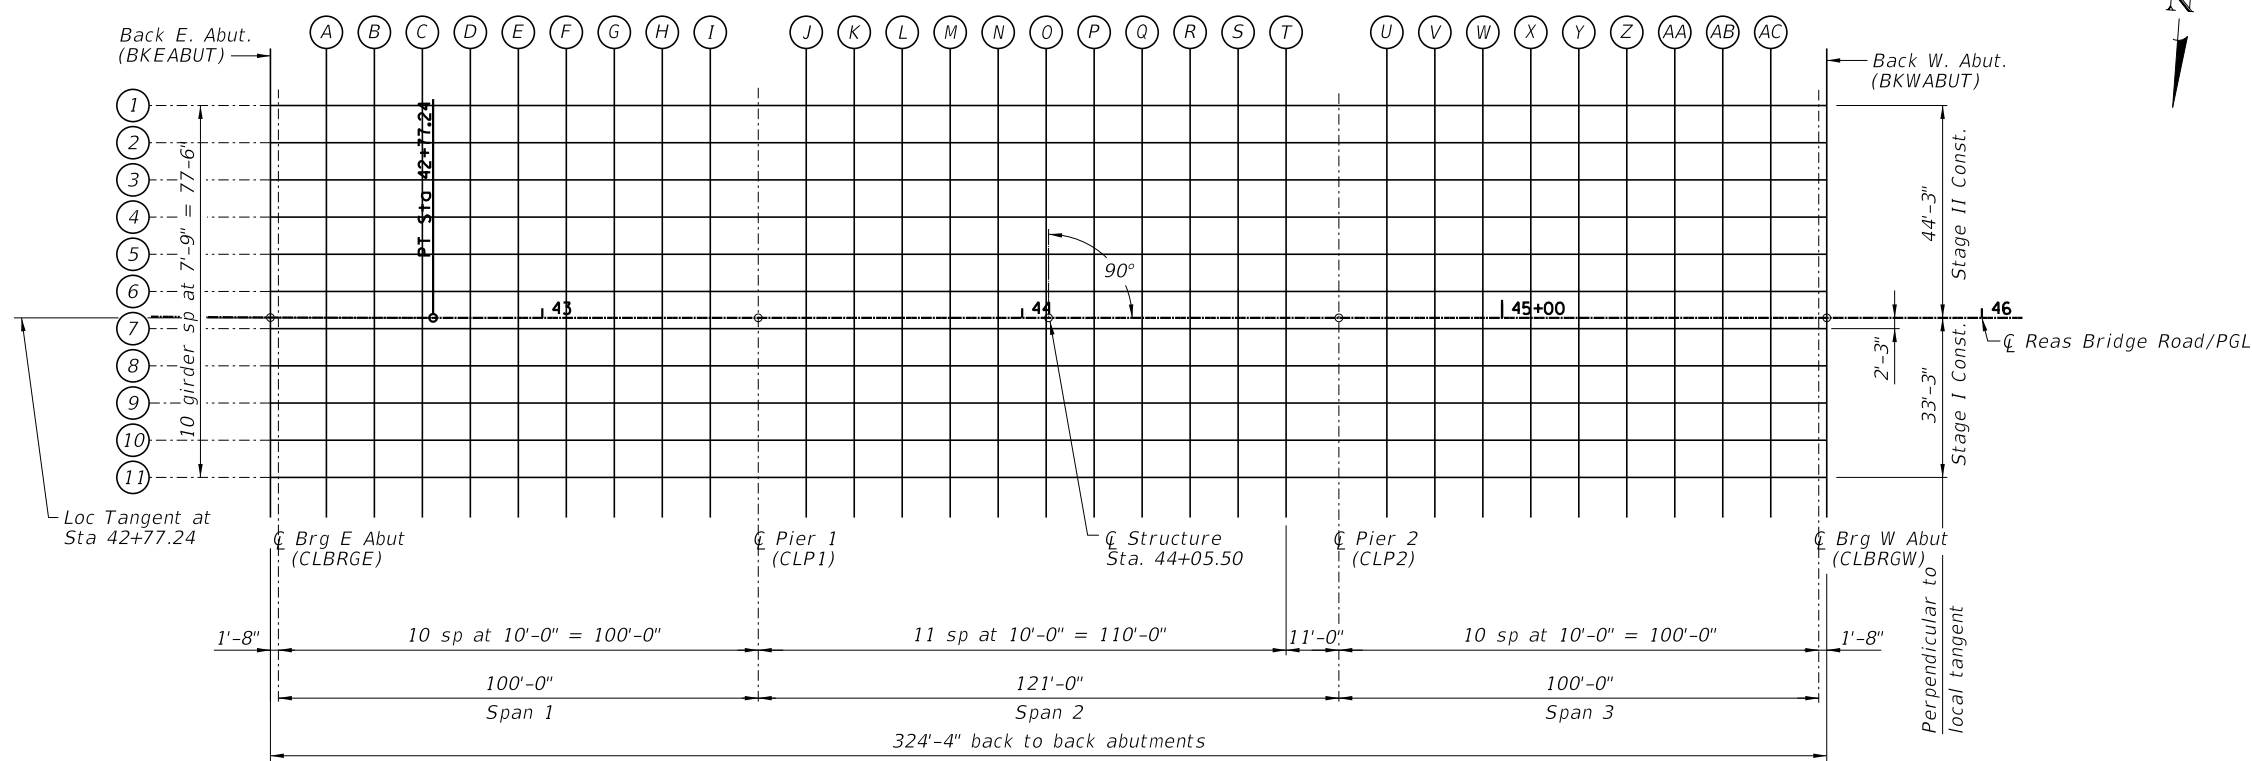 N
A B C D E F G H I J K L M N O P Q R S T U V W X Y Z AA AB AC
Back E. Abut.
(BKEABUT)
Back W. Abut.
(BKWABUT)
1
2
3
4
5
6
7
8
9
10
11
10 girder sp at 7'-9" = 77'-6"
PT Sta 42+77.24
90°
43
44
45+00
46
℄ Reas Bridge Road/PGL
44'-3"
Stage II Const.
2'-3"
33'-3"
Stage I Const.
Loc Tangent at
Sta 42+77.24
℄ Brg E Abut
(CLBRGE)
℄ Pier 1
(CLP1)
℄ Structure
Sta. 44+05.50
℄ Pier 2
(CLP2)
℄ Brg W Abut
(CLBRGW)
Perpendicular to
local tangent
1'-8"
10 sp at 10'-0" = 100'-0"
11 sp at 10'-0" = 110'-0"
11'-0"
10 sp at 10'-0" = 100'-0"
1'-8"
100'-0"
121'-0"
100'-0"
Span 1
Span 2
Span 3
324'-4" back to back abutments